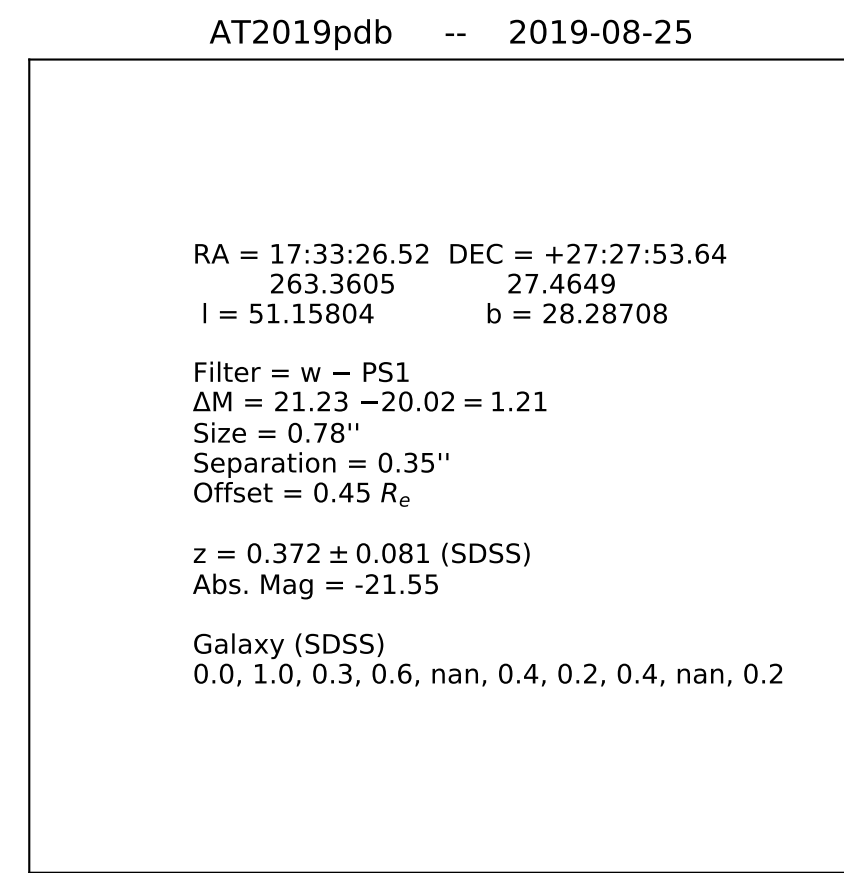 AT2019pdb -- 2019-08-25
RA = 17:33:26.52 DEC = +27:27:53.64
263.3605 27.4649
l = 51.15804 b = 28.28708
Filter = w − PS1
ΔM = 21.23 −20.02 = 1.21
Size = 0.78''
Separation = 0.35''
Offset = 0.45 Rₑ
z = 0.372 ± 0.081 (SDSS)
Abs. Mag = -21.55
Galaxy (SDSS)
0.0, 1.0, 0.3, 0.6, nan, 0.4, 0.2, 0.4, nan, 0.2